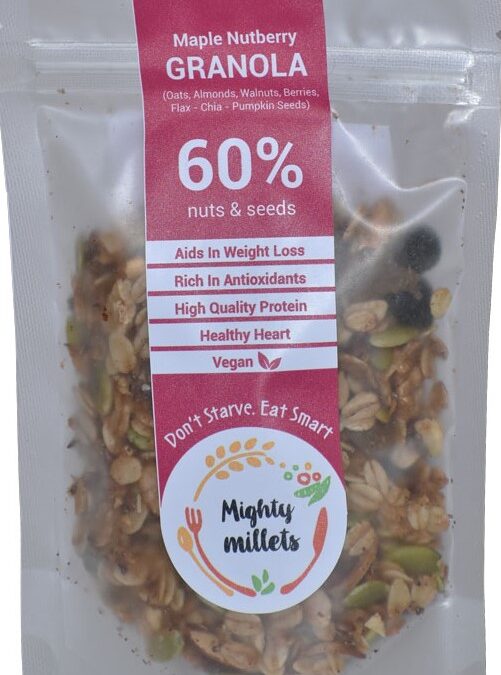 Maple Nutberry
GRANOLA
(Oats, Almonds, Walnuts, Berries,
Flax - Chia - Pumpkin Seeds)
60%
nuts & seeds
Aids In Weight Loss
Rich In Antioxidants
High Quality Protein
Healthy Heart
Vegan
Don't Starve. Eat Smart
Mighty
millets